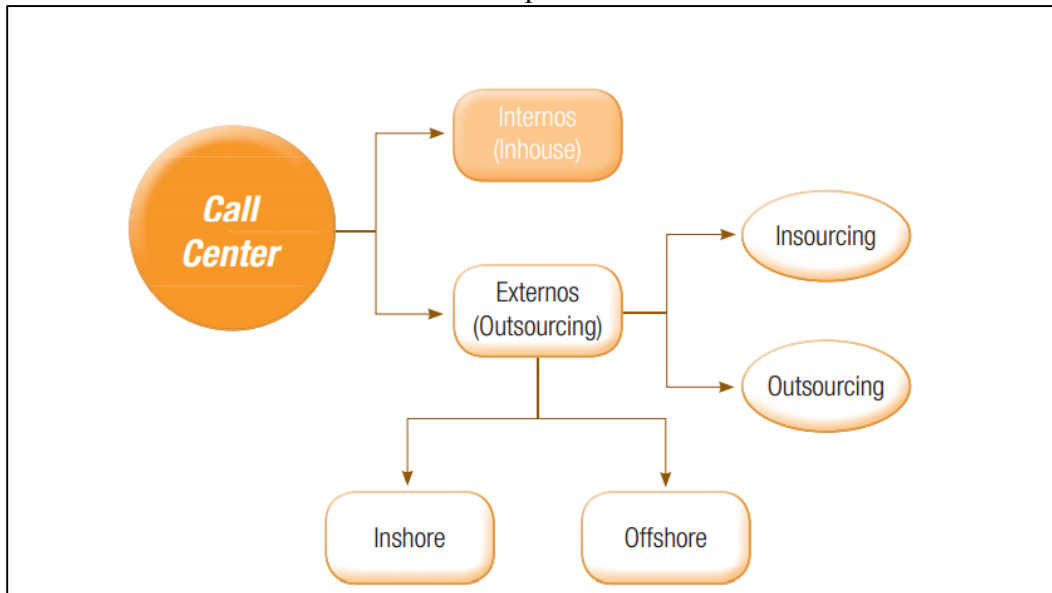 Call
Center
Internos
(Inhouse)
Externos
(Outsourcing)
Insourcing
Outsourcing
Inshore
Offshore